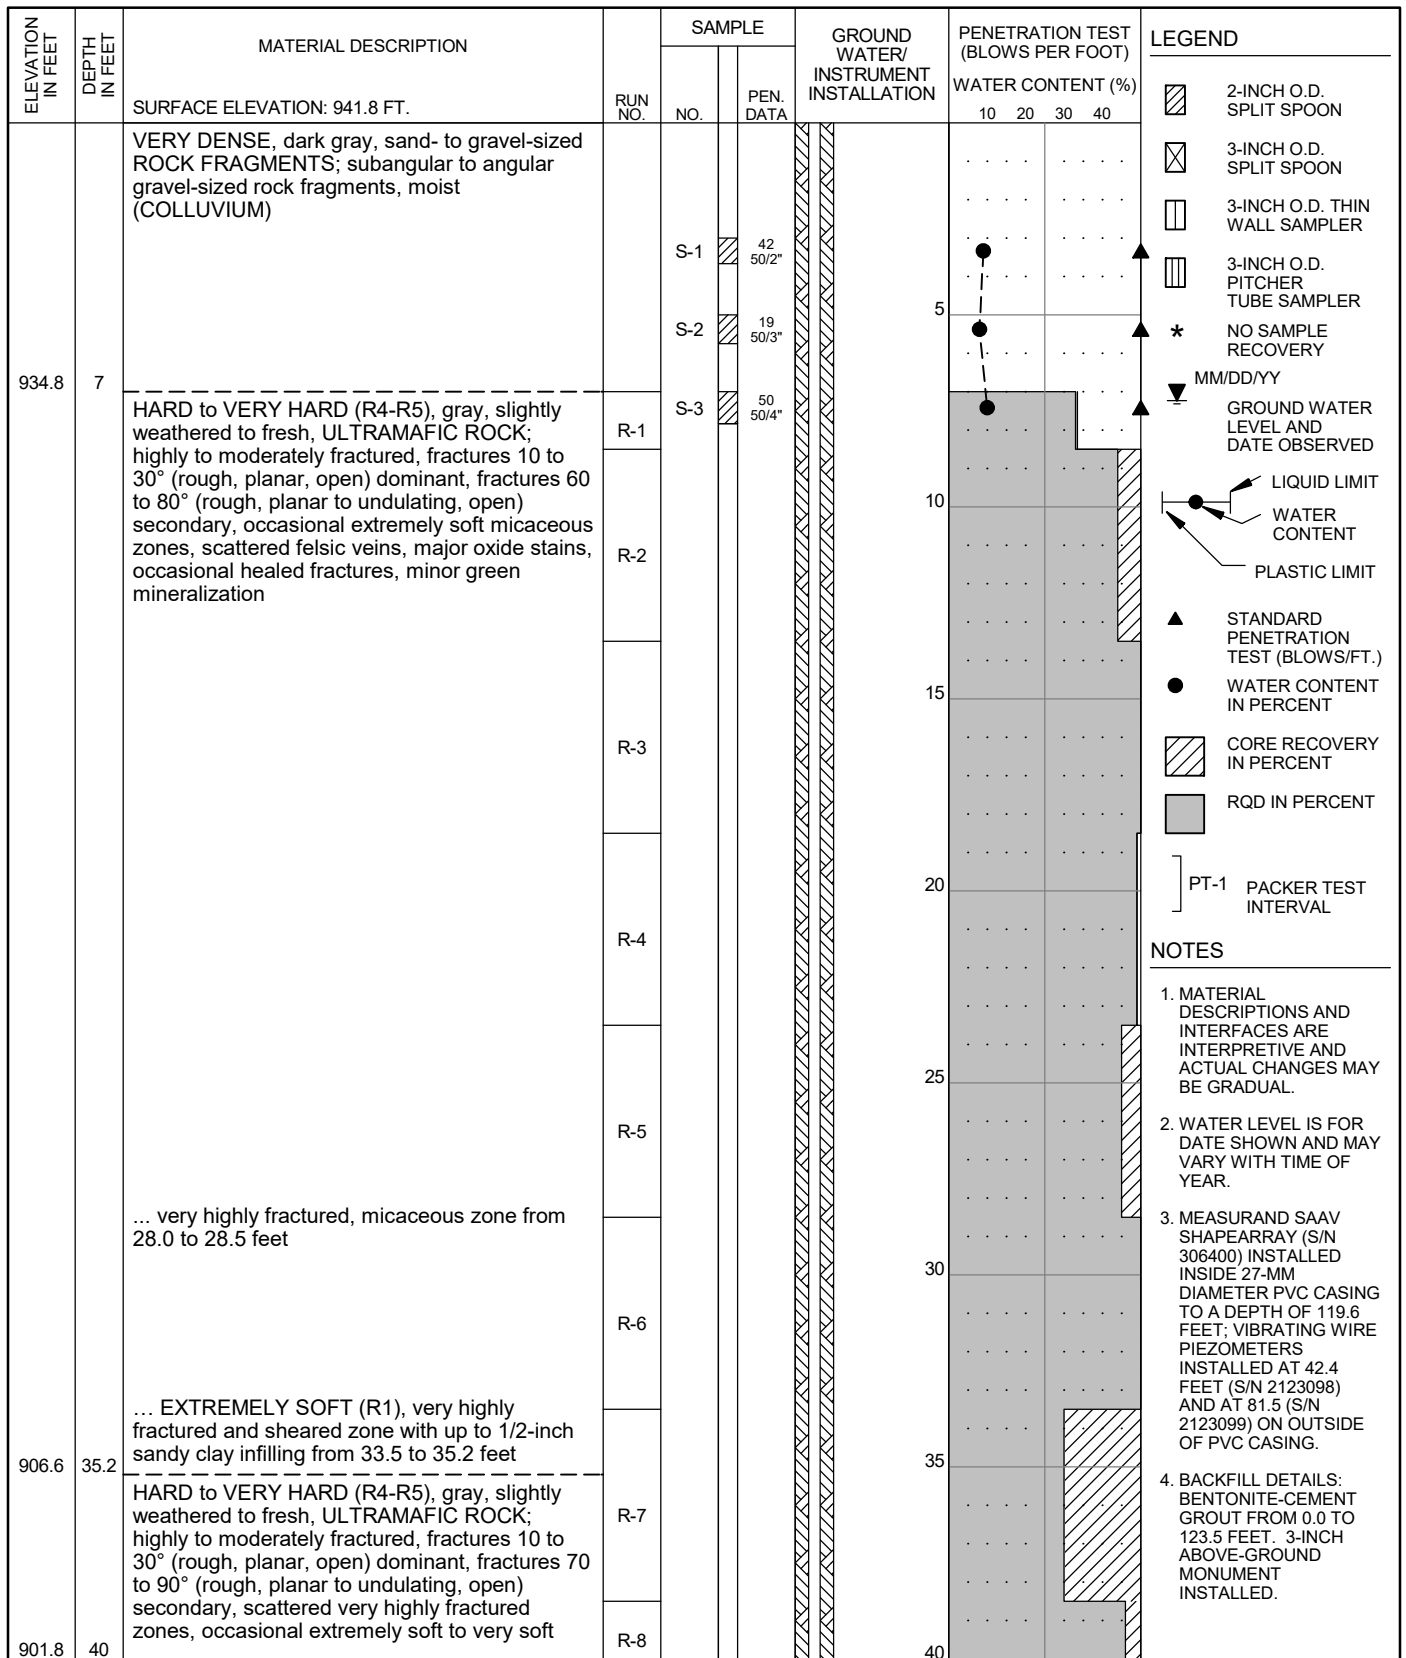 ELEVATION
IN FEET
DEPTH
IN FEET
MATERIAL DESCRIPTION
SURFACE ELEVATION: 941.8 FT.
RUN
NO.
SAMPLE
NO.
PEN.
DATA
GROUND
WATER/
INSTRUMENT
INSTALLATION
PENETRATION TEST
(BLOWS PER FOOT)
WATER CONTENT (%)
10 20 30 40
VERY DENSE, dark gray, sand- to gravel-sized
ROCK FRAGMENTS; subangular to angular
gravel-sized rock fragments, moist
(COLLUVIUM)
S-1
42
50/2"
5
S-2
19
50/3"
934.8 7
S-3
50
50/4"
HARD to VERY HARD (R4-R5), gray, slightly
weathered to fresh, ULTRAMAFIC ROCK;
highly to moderately fractured, fractures 10 to
30° (rough, planar, open) dominant, fractures 60
to 80° (rough, planar to undulating, open)
secondary, occasional extremely soft micaceous
zones, scattered felsic veins, major oxide stains,
occasional healed fractures, minor green
mineralization
R-1
10
R-2
15
R-3
20
R-4
25
R-5
... very highly fractured, micaceous zone from
28.0 to 28.5 feet
30
R-6
... EXTREMELY SOFT (R1), very highly
fractured and sheared zone with up to 1/2-inch
sandy clay infilling from 33.5 to 35.2 feet
906.6 35.2
35
HARD to VERY HARD (R4-R5), gray, slightly
weathered to fresh, ULTRAMAFIC ROCK;
highly to moderately fractured, fractures 10 to
30° (rough, planar, open) dominant, fractures 70
to 90° (rough, planar to undulating, open)
secondary, scattered very highly fractured
zones, occasional extremely soft to very soft
R-7
R-8
901.8 40
40
LEGEND
2-INCH O.D.
SPLIT SPOON
3-INCH O.D.
SPLIT SPOON
3-INCH O.D. THIN
WALL SAMPLER
3-INCH O.D.
PITCHER
TUBE SAMPLER
* NO SAMPLE
RECOVERY
MM/DD/YY
GROUND WATER
LEVEL AND
DATE OBSERVED
LIQUID LIMIT
WATER
CONTENT
PLASTIC LIMIT
STANDARD
PENETRATION
TEST (BLOWS/FT.)
WATER CONTENT
IN PERCENT
CORE RECOVERY
IN PERCENT
RQD IN PERCENT
PT-1 PACKER TEST
INTERVAL
NOTES
1. MATERIAL
DESCRIPTIONS AND
INTERFACES ARE
INTERPRETIVE AND
ACTUAL CHANGES MAY
BE GRADUAL.
2. WATER LEVEL IS FOR
DATE SHOWN AND MAY
VARY WITH TIME OF
YEAR.
3. MEASURAND SAAV
SHAPEARRAY (S/N
306400) INSTALLED
INSIDE 27-MM
DIAMETER PVC CASING
TO A DEPTH OF 119.6
FEET; VIBRATING WIRE
PIEZOMETERS
INSTALLED AT 42.4
FEET (S/N 2123098)
AND AT 81.5 (S/N
2123099) ON OUTSIDE
OF PVC CASING.
4. BACKFILL DETAILS:
BENTONITE-CEMENT
GROUT FROM 0.0 TO
123.5 FEET. 3-INCH
ABOVE-GROUND
MONUMENT
INSTALLED.